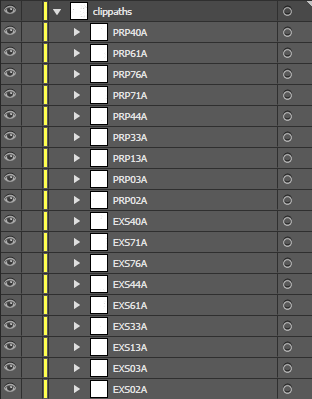 clippaths
PRP40A
PRP61A
PRP76A
PRP71A
PRP44A
PRP33A
PRP13A
PRP03A
PRP02A
EXS40A
EXS71A
EXS76A
EXS44A
EXS61A
EXS33A
EXS13A
EXS03A
EXS02A